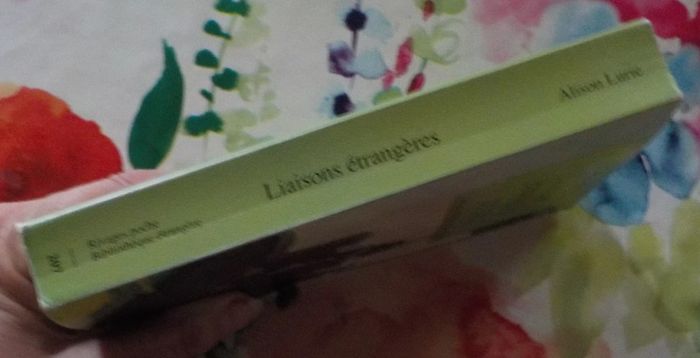 Alison Lurie
Liaisons étrangères
Rivages poche
Bibliothèque étrangère